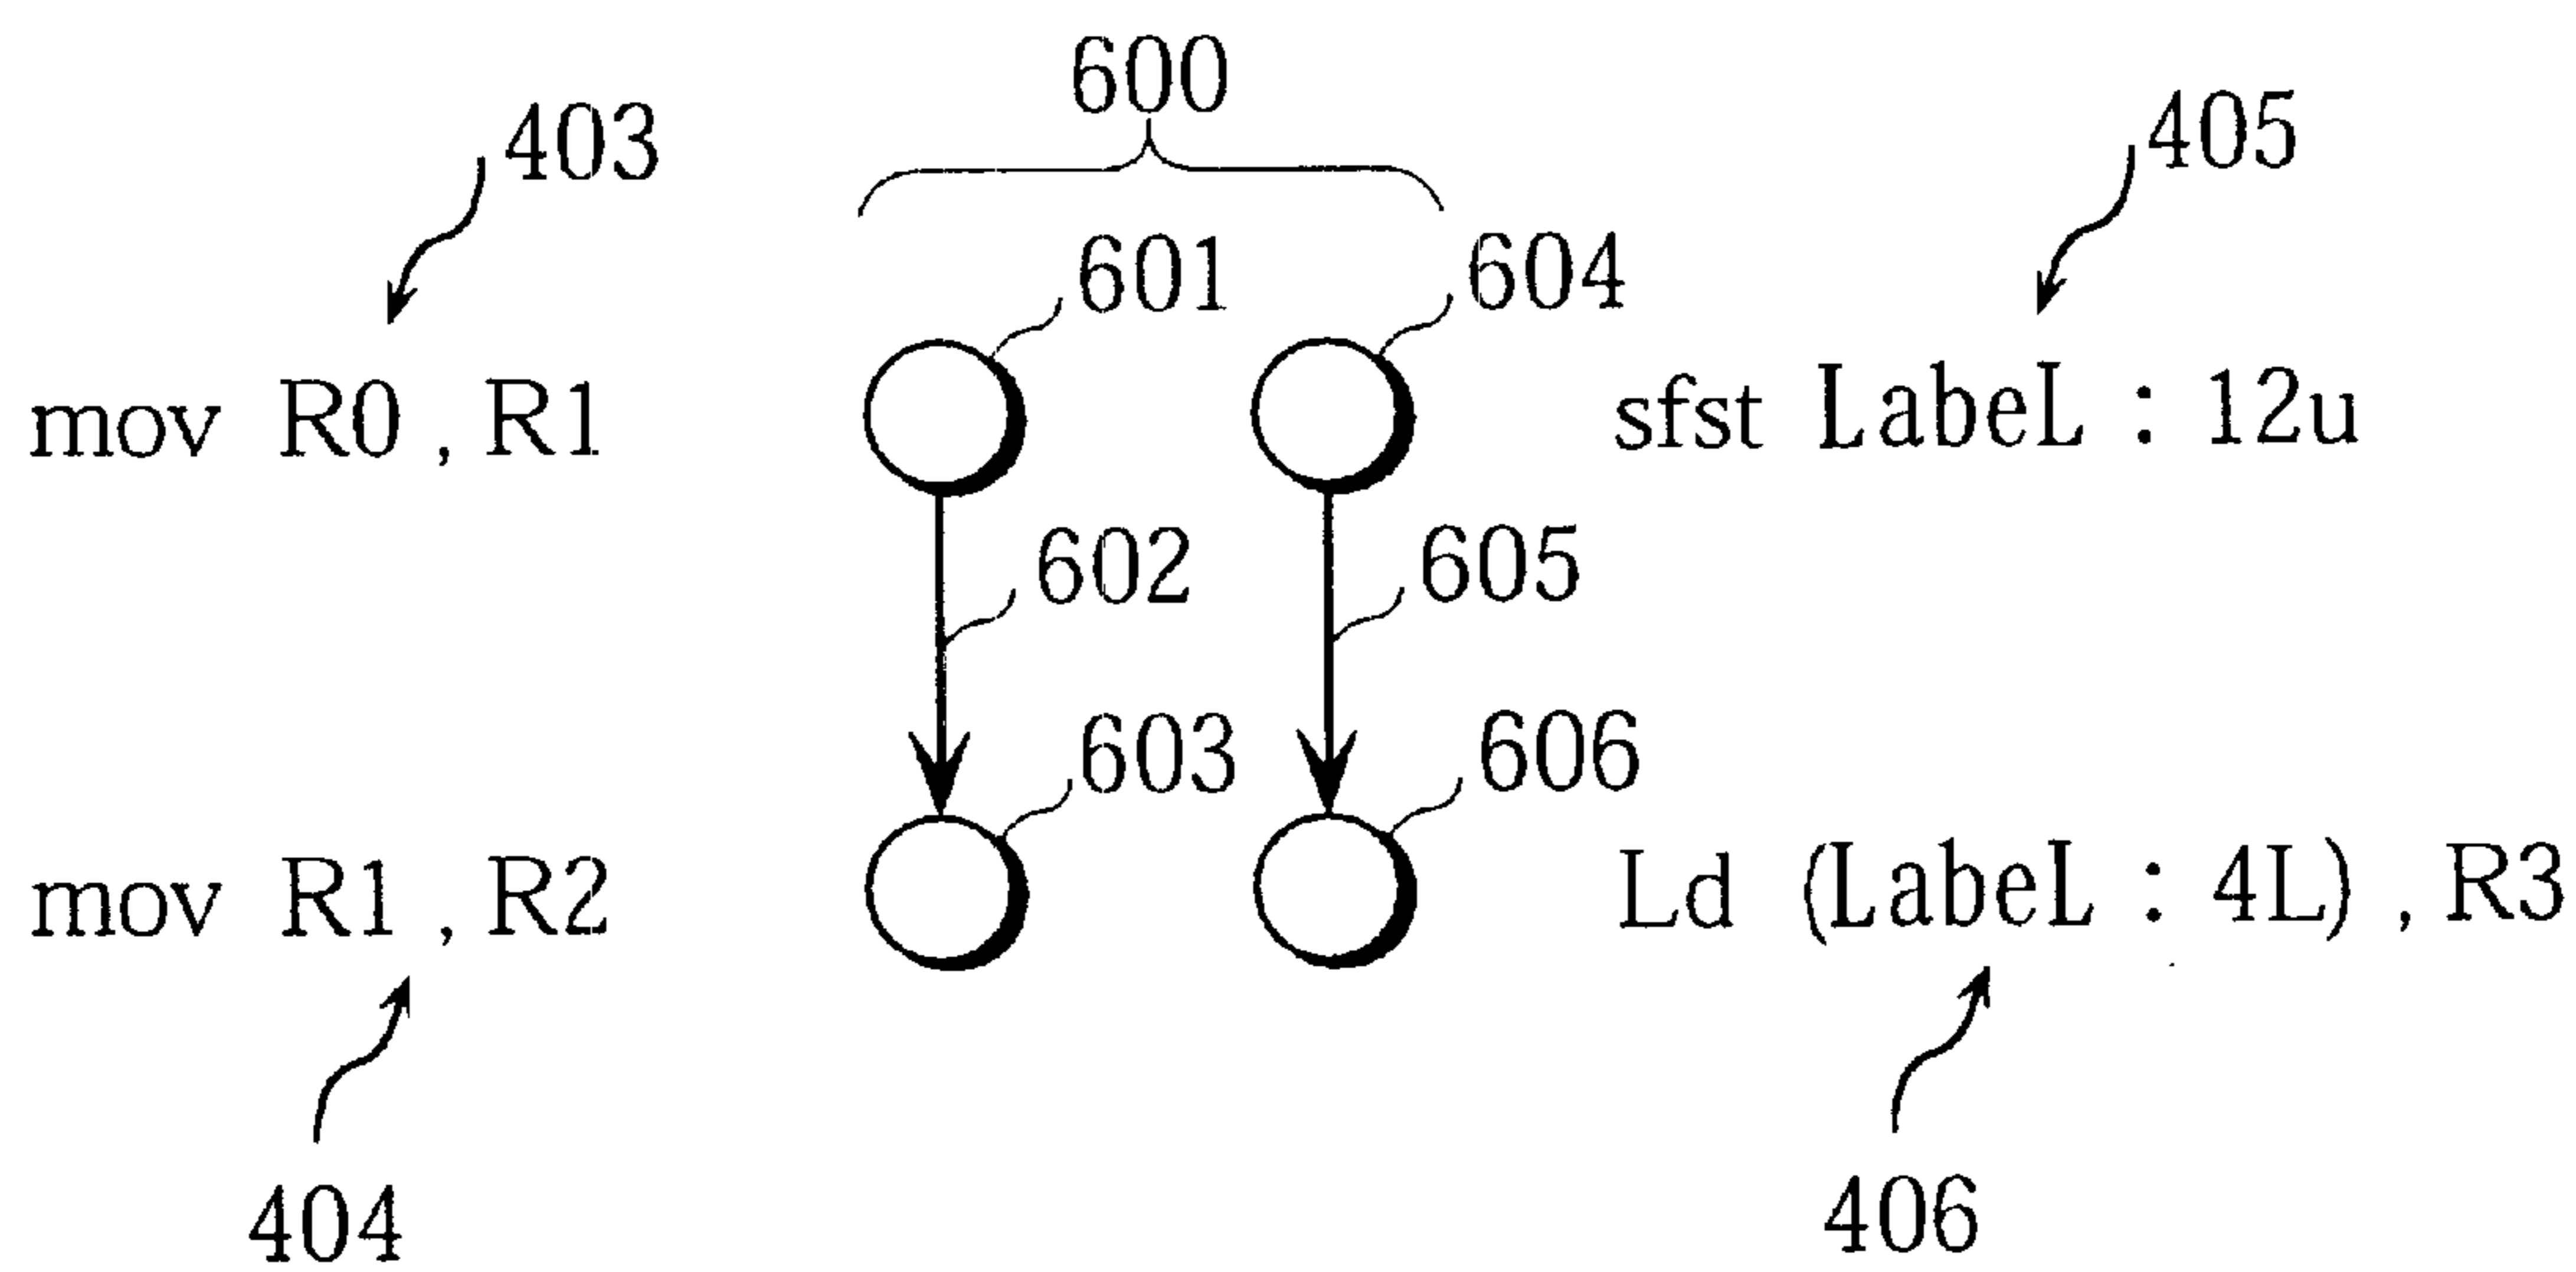 600
403
405
601
604
mov R0 , R1
sfst LabeL : 12u
602
605
603
606
mov R1 , R2
Ld (LabeL : 4L) , R3
404
406